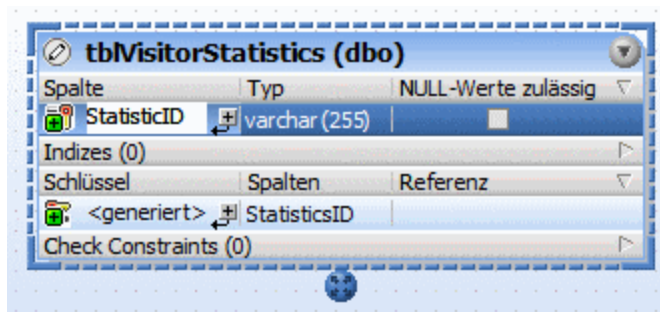 tblVisitorStatistics (dbo)
Spalte Typ NULL-Werte zulässig
StatisticID varchar (255)
Indizes (0)
Schlüssel Spalten Referenz
<generiert> StatisticsID
Check Constraints (0)